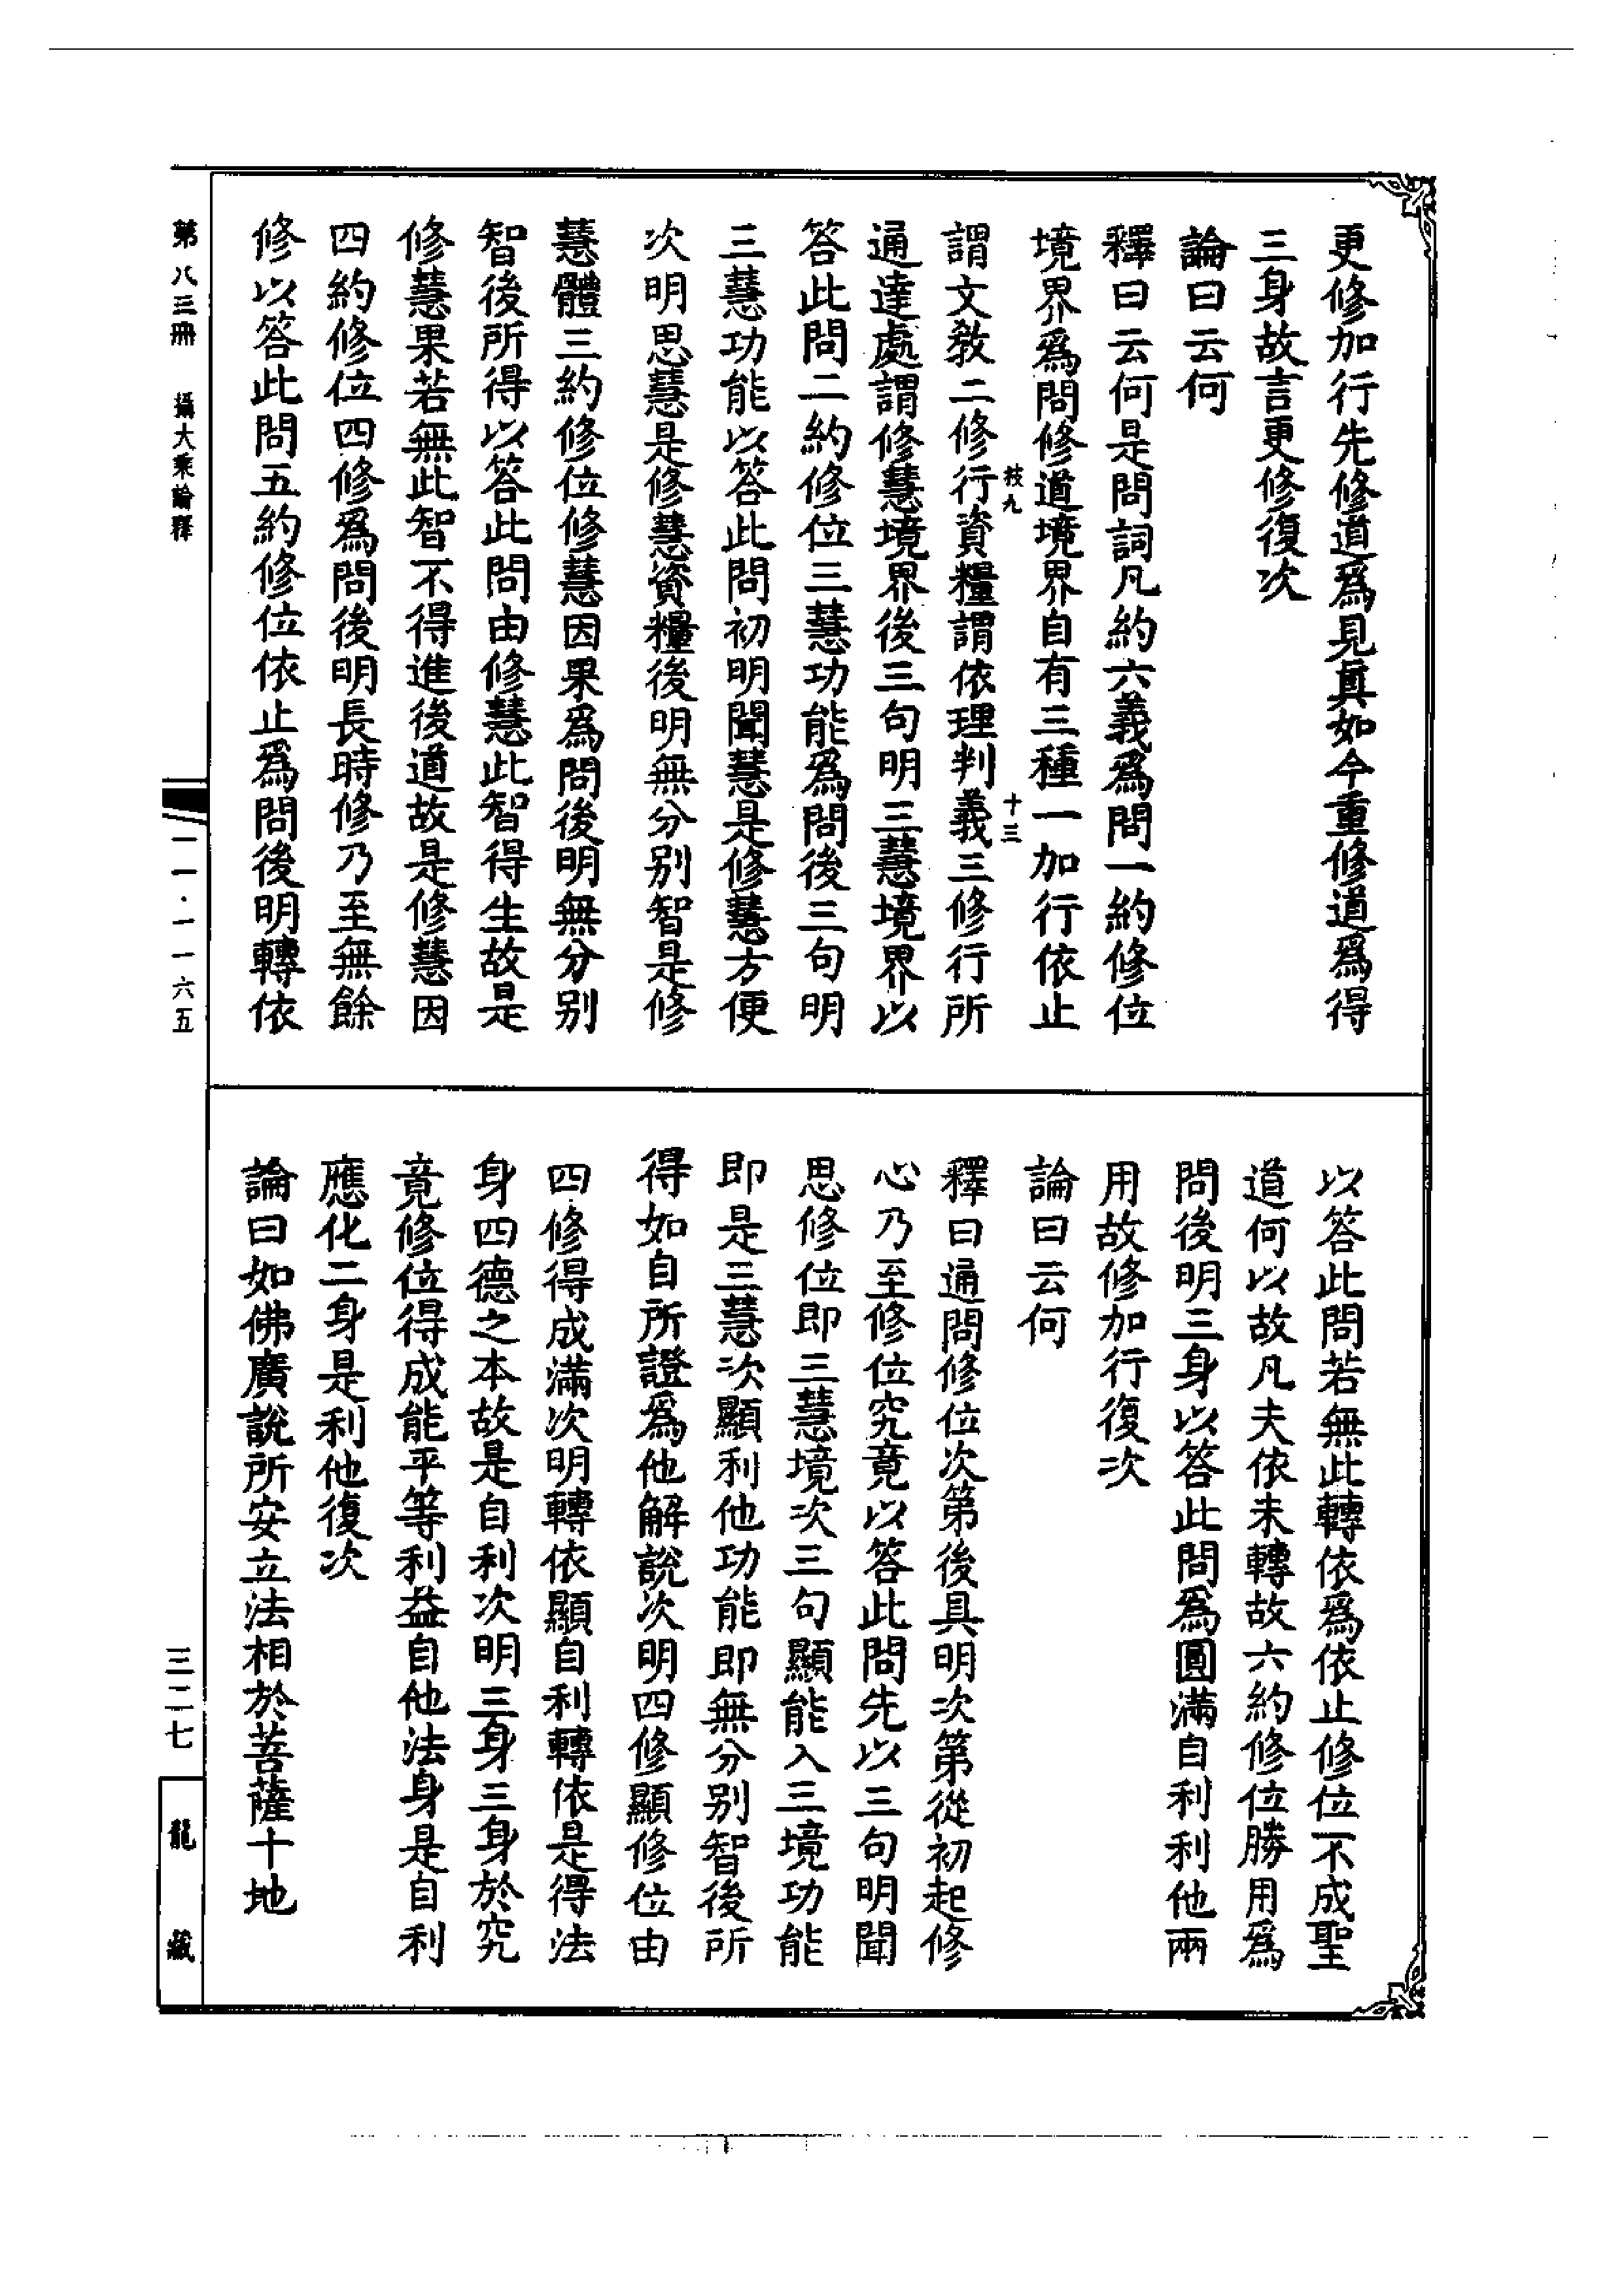 更修加行先修道爲見真如今重修道爲得
三身故言更修復次
論曰云何
釋曰云何是問詞凡約六義爲問一約修位
境界爲問修道境界自有三種一加行依止
技九
十三
謂文教二修行資糧謂依理判義三修行所
通達處謂修慧境界後三句明三慧境界以
答此問二約修位三慧功能爲問後三句明
三慧功能以答此問初明聞慧是修慧方便
次明思慧是修慧資糧後明無分别智是修
慧體三約修位修慧因果爲問後明無分别
智後所得以答此問由修慧此智得生故是
修慧果若無此智不得進後道故是修慧因
四約修位四修爲問後明長時修乃至無餘
修以答此問五約修位依止爲問後明轉依
以答此問若無此轉依爲依止修位不成聖
道何以故凡夫依未轉故六約修位勝用爲
問後明三身以答此問爲圓滿自利利他兩
用故修加行復次
論曰云何
釋曰通問修位次第後具明次第從初起修
心乃至修位究竟以答此問先以三句明聞
思修位即三慧境次三句顯能入三境功能
即是三慧次顯利他功能即無分别智後所
得如自所證爲他解說次明四修顯修位由
四修得成滿次明轉依顯自利轉依是得法
身四德之本故是自利次明三身三身於究
竟修位得成能平等利益自他法身是自利
應化二身是利他復次
論曰如佛廣說所安立法相於菩薩十地
第八三册 攝大乘論釋
一一·一一六五
三二七
龍藏